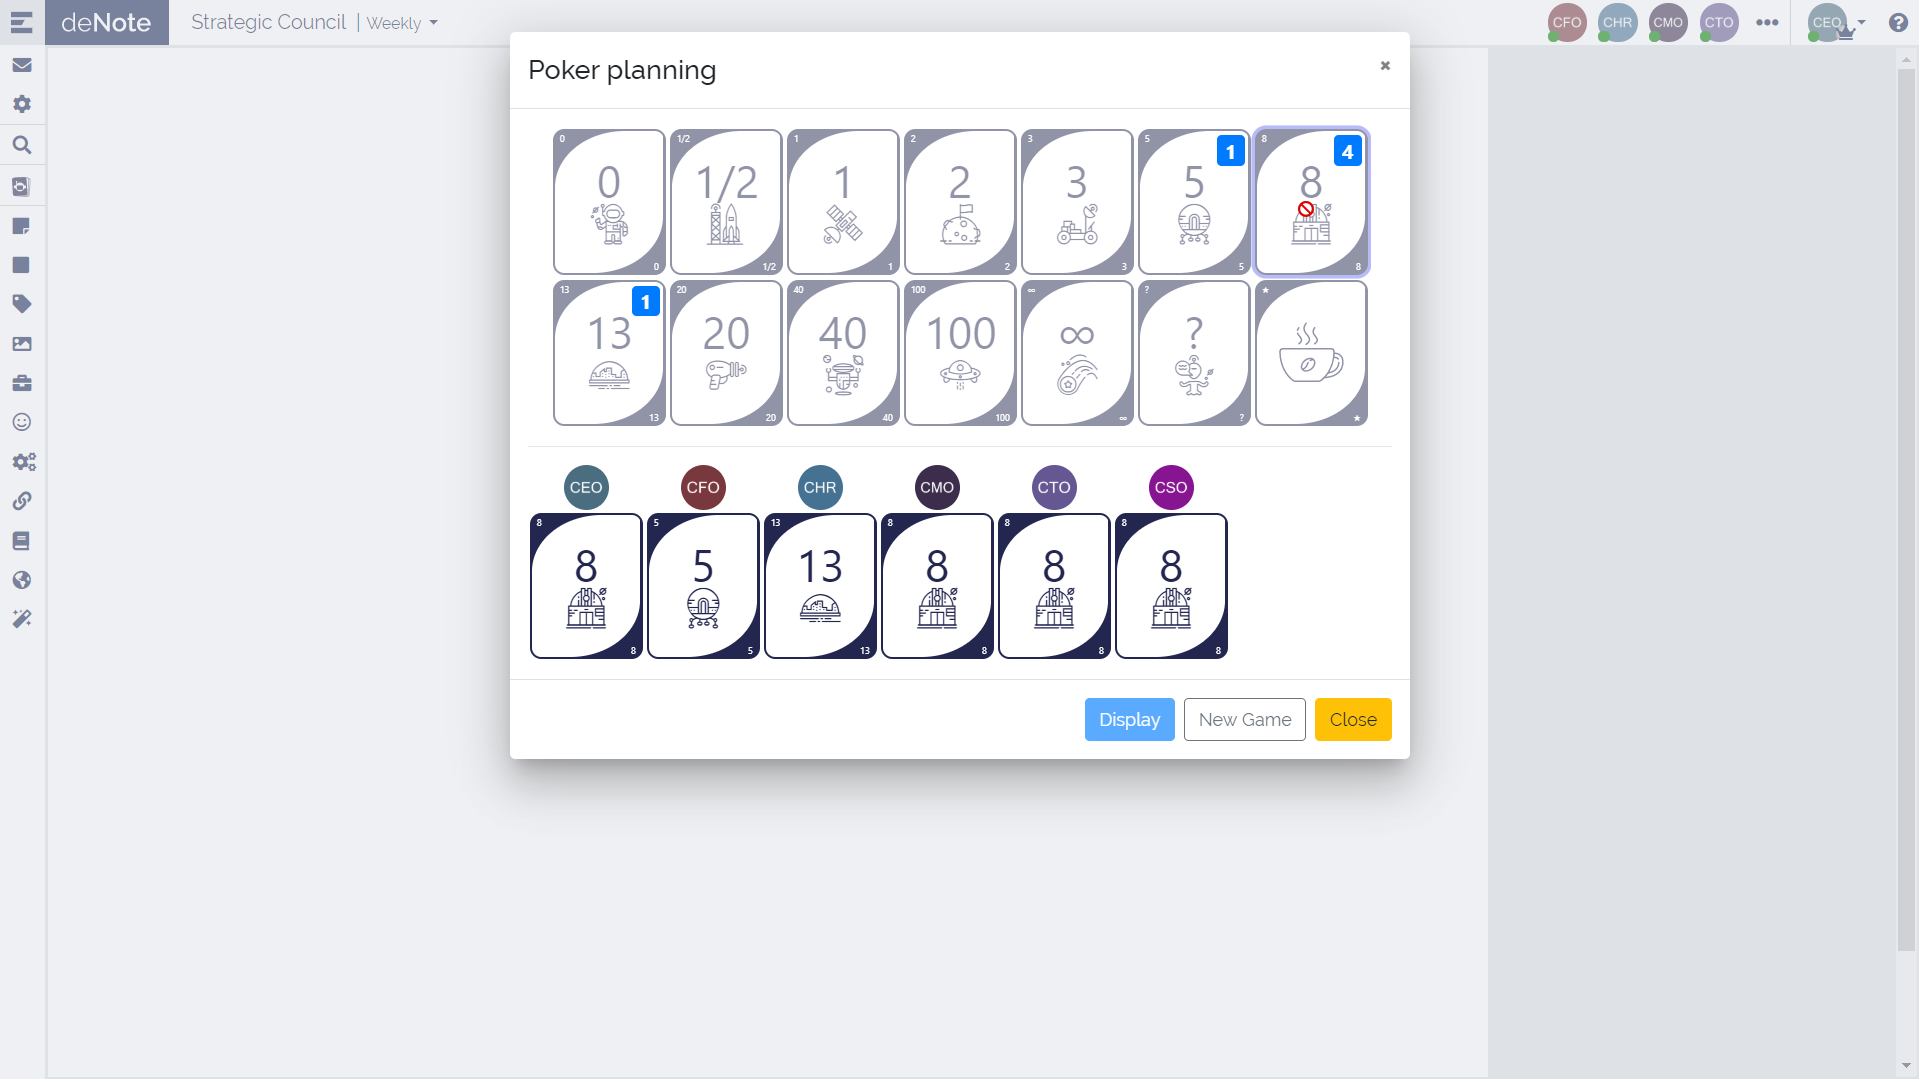 deNote
Strategic Council | Weekly
CFO CHR CMO CTO ••• CEO ?
Poker planning ×
0 1/2 1 2 3 5 8
1 4
0 1/2 1 2 3 5 8
0 1/2 1 2 3 5 8
13 20 40 100 ∞ ? ★
1
13 20 40 100 ∞ ?
13 20 40 100 ∞ ? ★
CEO CFO CHR CMO CTO CSO
8 5 13 8 8 8
8 5 13 8 8 8
8 5 13 8 8 8
Display New Game Close